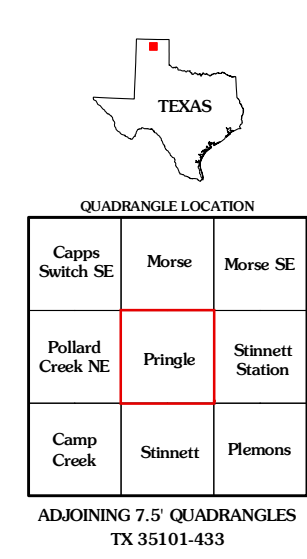 TEXAS
QUADRANGLE LOCATION
Capps
Switch SE
Morse
Morse SE
Pollard
Creek NE
Pringle
Stinnett
Station
Camp
Creek
Stinnett
Plemons
ADJOINING 7.5' QUADRANGLES
TX 35101-433